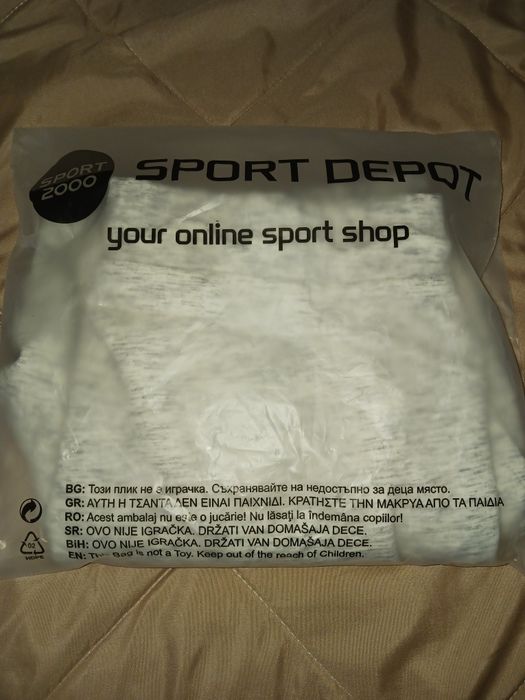 SPORT
2000
SPORT DEPOT
your online sport shop
BG: Този плик не е играчка. Съхранявайте на недостъпно за деца място.
GR: ΑΥΤΗ Η ΤΣΑΝΤΑ ΔΕΝ ΕΙΝΑΙ ΠΑΙΧΝΙΔΙ. ΚΡΑΤΗΣΤΕ ΤΗΝ ΜΑΚΡΥΑ ΑΠΟ ΤΑ ΠΑΙΔΙΑ
RO: Acest ambalaj nu este o jucărie! Nu lăsați la îndemâna copiilor!
SR: OVO NIJE IGRAČKA. DRŽATI VAN DOMAŠAJA DECE.
BiH: OVO NIJE IGRAČKA. DRŽATI VAN DOMAŠAJA DECE.
EN: This Bag is not a Toy. Keep out of the reach of Children.
02
HDPE